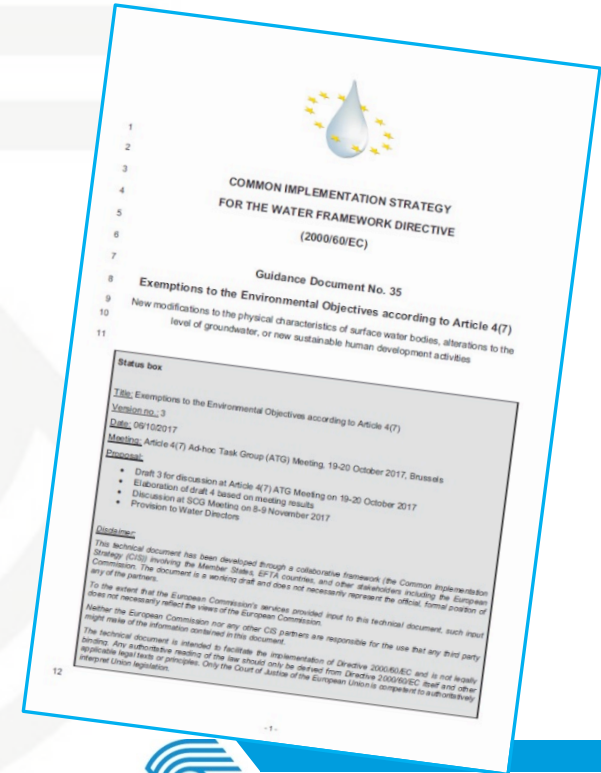 1
2
3
COMMON IMPLEMENTATION STRATEGY
4
FOR THE WATER FRAMEWORK DIRECTIVE
5
(2000/60/EC)
6
7
Guidance Document No. 35
8
Exemptions to the Environmental Objectives according to Article 4(7)
9
New modifications to the physical characteristics of surface water bodies, alterations to the
10
level of groundwater, or new sustainable human development activities
11
Status box
Title: Exemptions to the Environmental Objectives according to Article 4(7)
Version no.: 3
Date: 06/10/2017
Meeting: Article 4(7) Ad-hoc Task Group (ATG) Meeting, 19-20 October 2017, Brussels
Proposal:
• Draft 3 for discussion at Article 4(7) ATG Meeting on 19-20 October 2017
• Elaboration of draft 4 based on meeting results
• Discussion at SCG Meeting on 8-9 November 2017
• Provision to Water Directors
Disclaimer:
This technical document has been developed through a collaborative framework (the Common Implementation
Strategy (CIS)) involving the Member States, EFTA countries, and other stakeholders including the European
Commission. The document is a working draft and does not necessarily represent the official, formal position of
any of the partners.
To the extent that the European Commission's services provided input to this technical document, such input
does not necessarily reflect the views of the European Commission.
Neither the European Commission nor any other CIS partners are responsible for the use that any third party
might make of the information contained in this document.
The technical document is intended to facilitate the implementation of Directive 2000/60/EC and is not legally
binding. Any authoritative reading of the law should only be derived from Directive 2000/60/EC itself and other
applicable legal texts or principles. Only the Court of Justice of the European Union is competent to authoritatively
interpret Union legislation.
12
- 1 -